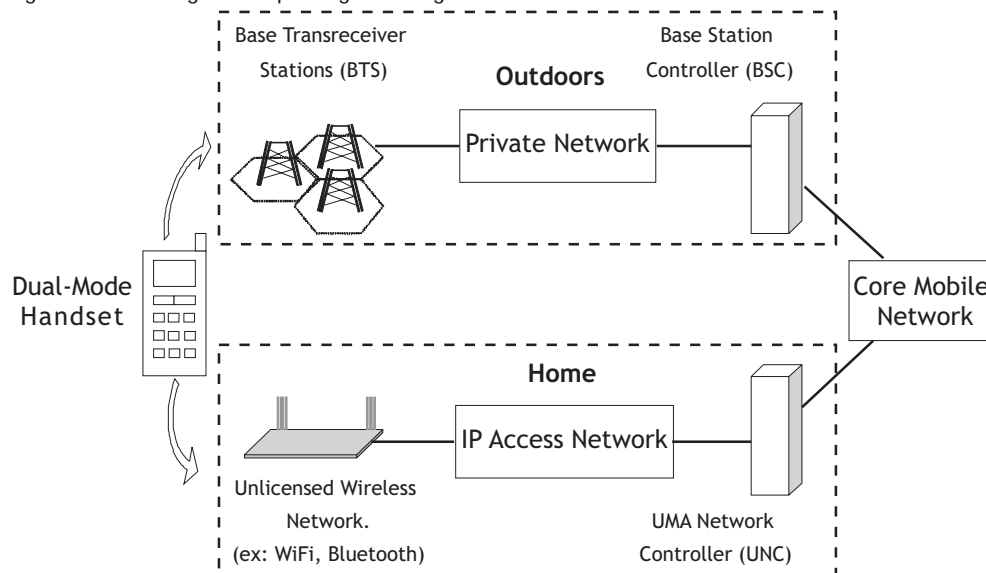 Base Transreceiver
Stations (BTS)
Outdoors
Base Station
Controller (BSC)
Private Network
Dual-Mode
Handset
Core Mobile
Network
Home
IP Access Network
Unlicensed Wireless
Network.
(ex: WiFi, Bluetooth)
UMA Network
Controller (UNC)